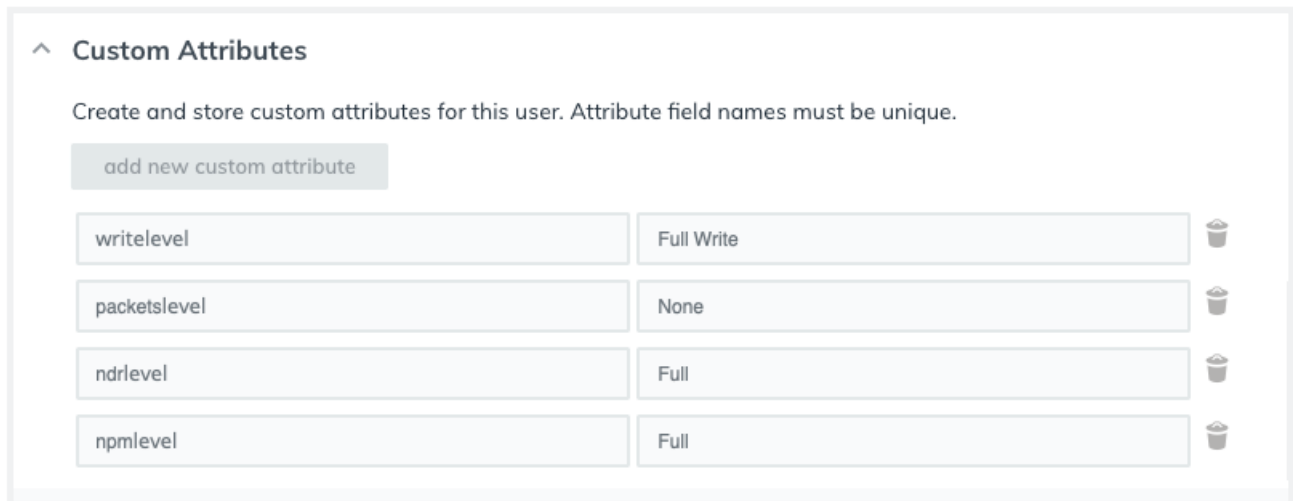 Custom Attributes
Create and store custom attributes for this user. Attribute field names must be unique.
add new custom attribute
writelevel Full Write
packetslevel None
ndrlevel Full
npmlevel Full